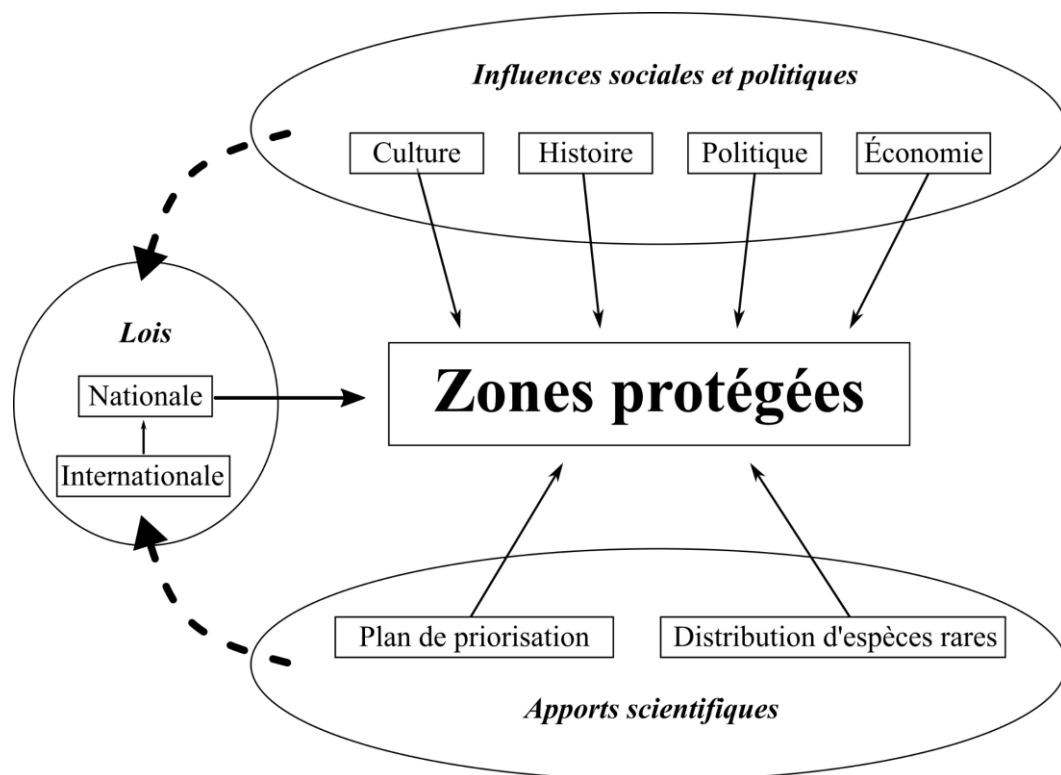 Influences sociales et politiques
Culture
Histoire
Politique
Économie
Lois
Nationale
Internationale
Zones protégées
Plan de priorisation
Distribution d'espèces rares
Apports scientifiques